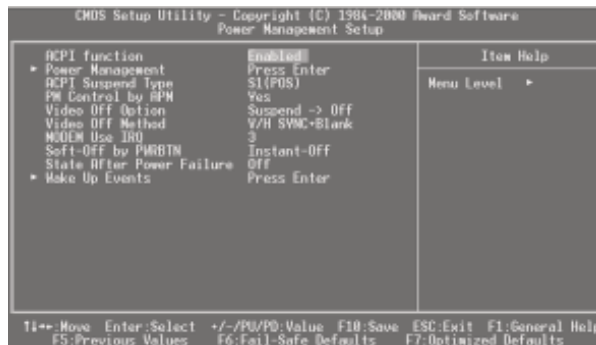 CMOS Setup Utility - Copyright (C) 1984-2000 Award Software
Power Management Setup
ACPI function Enabled
Item Help
► Power Management Press Enter
ACPI Suspend Type S1(POS)
Menu Level ►
PM Control by APM Yes
Video Off Option Suspend -> Off
Video Off Method V/H SYNC+Blank
MODEM Use IRQ 3
Soft-Off by PWRBTN Instant-Off
State After Power Failure Off
► Wake Up Events Press Enter
↑↓→←:Move Enter:Select +/-/PU/PD:Value F10:Save ESC:Exit F1:General Help
F5:Previous Values F6:Fail-Safe Defaults F7:Optimized Defaults